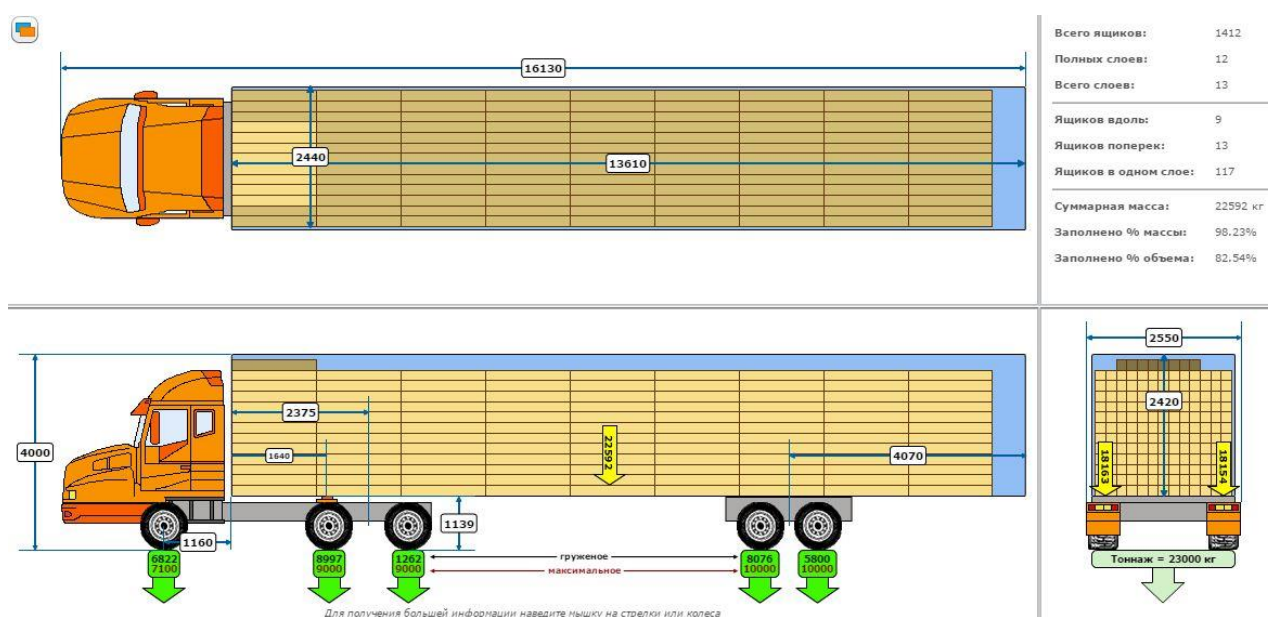 16130
2440
13610
Всего ящиков: 1412
Полных слоев: 12
Всего слоев: 13
Ящиков вдоль: 9
Ящиков поперек: 13
Ящиков в одном слое: 117
Суммарная масса: 22592 кг
Заполнено % массы: 98.23%
Заполнено % объема: 82.54%
4000
2375
1640
22592
4070
1139
1160
6822
7100
8997
9000
1262
9000
груженое
максимальное
8076
10000
5800
10000
Для получения большей информации наведите мышку на стрелки или колеса
2550
2420
18163
18154
Тоннаж = 23000 кг